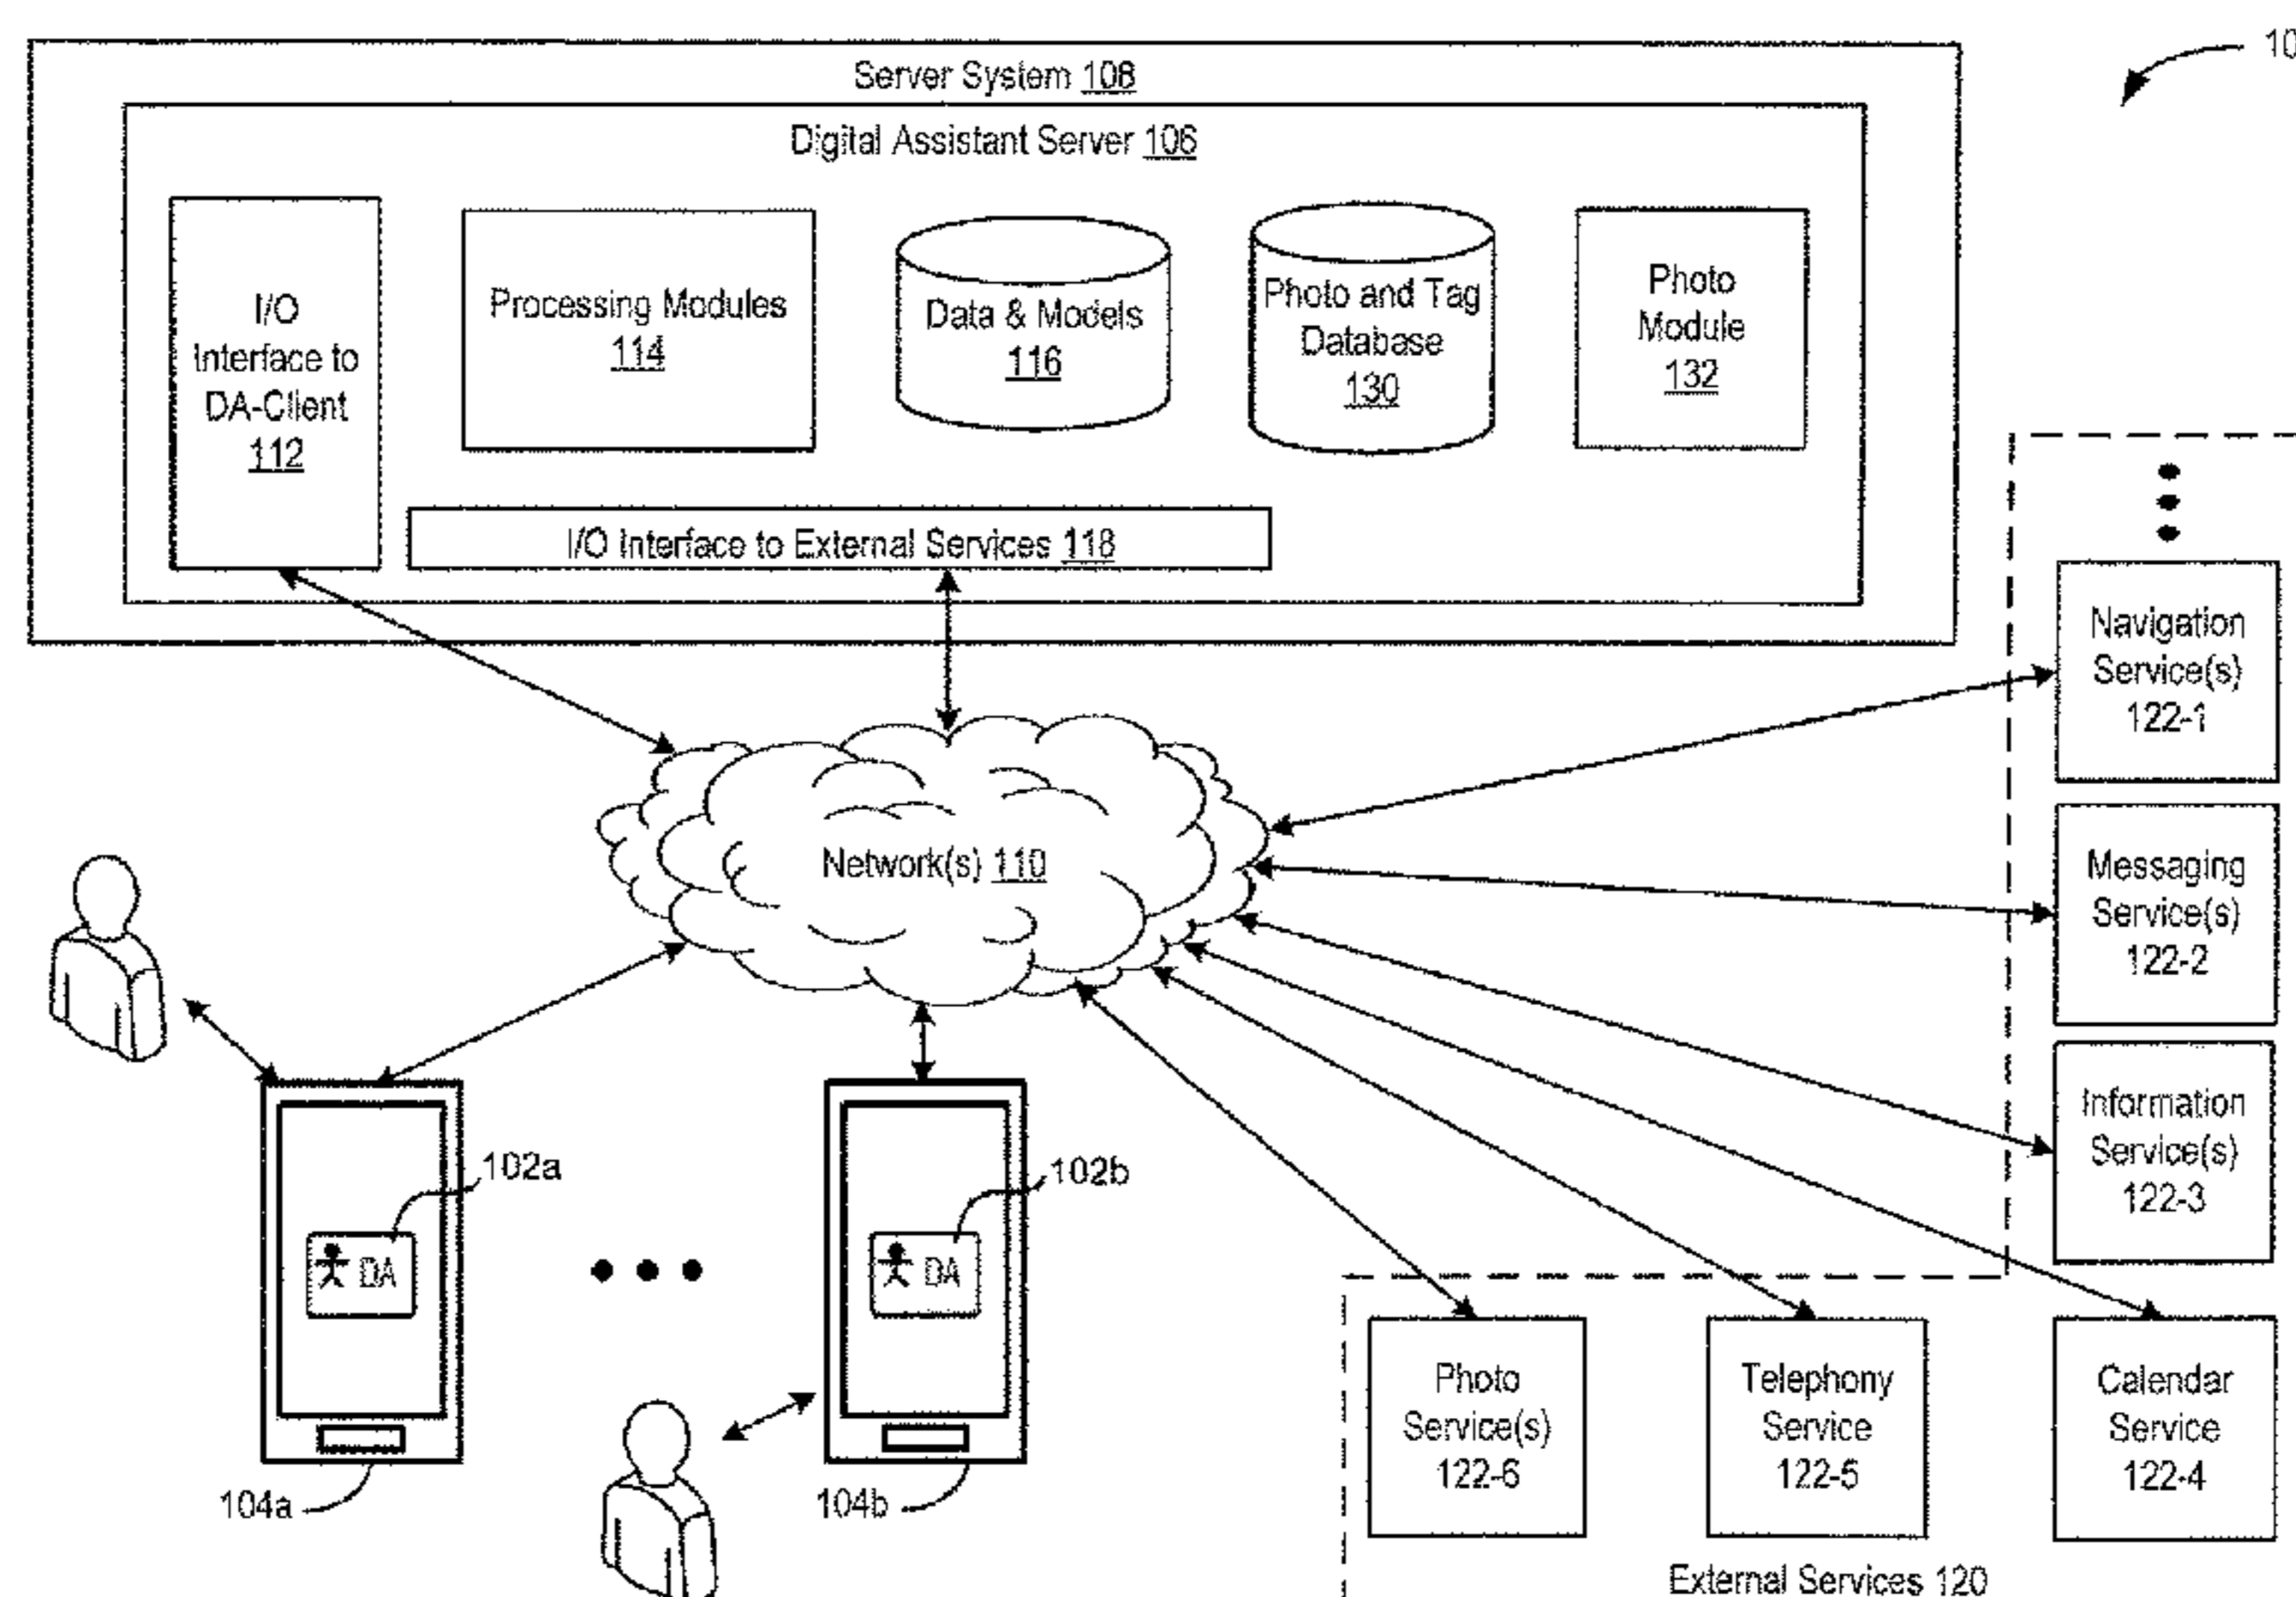 10
Server System 108
Digital Assistant Server 106
I/O
Interface to
DA-Client
112
Processing Modules
114
Data & Models
116
Photo and Tag
Database
130
Photo
Module
132
I/O Interface to External Services 118
Navigation
Service(s)
122-1
Network(s) 110
Messaging
Service(s)
122-2
Information
Service(s)
122-3
102a
DA
102b
DA
104a
104b
Photo
Service(s)
122-6
Telephony
Service
122-5
Calendar
Service
122-4
External Services 120